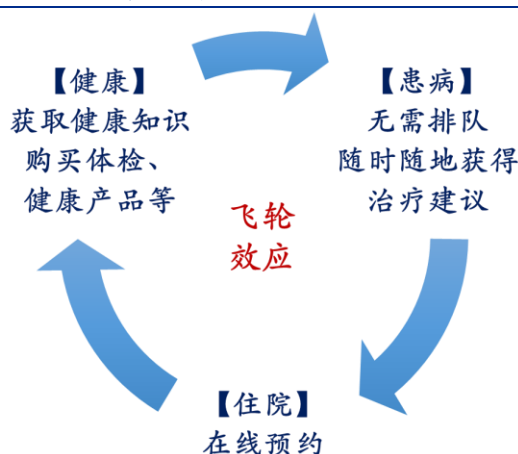 【健康】
获取健康知识
购买体检、
健康产品等
【患病】
无需排队
随时随地获得
治疗建议
飞轮
效应
【住院】
在线预约